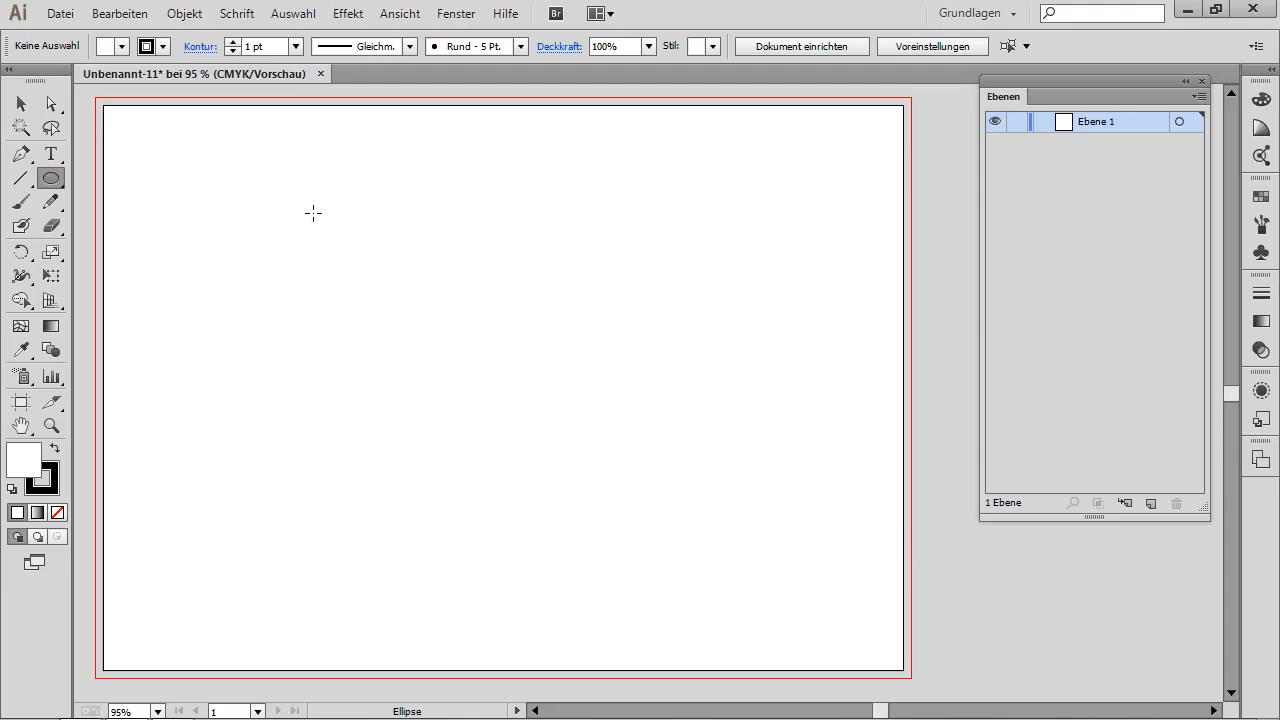 Ai Datei Bearbeiten Objekt Schrift Auswahl Effekt Ansicht Fenster Hilfe Br Grundlagen
Keine Auswahl Kontur: 1 pt Gleichm. Rund - 5 Pt. Deckkraft: 100% Stil: Dokument einrichten Voreinstellungen
Unbenannt-11* bei 95 % (CMYK/Vorschau)
Ebenen
Ebene 1
T
1 Ebene
95% 1 Ellipse